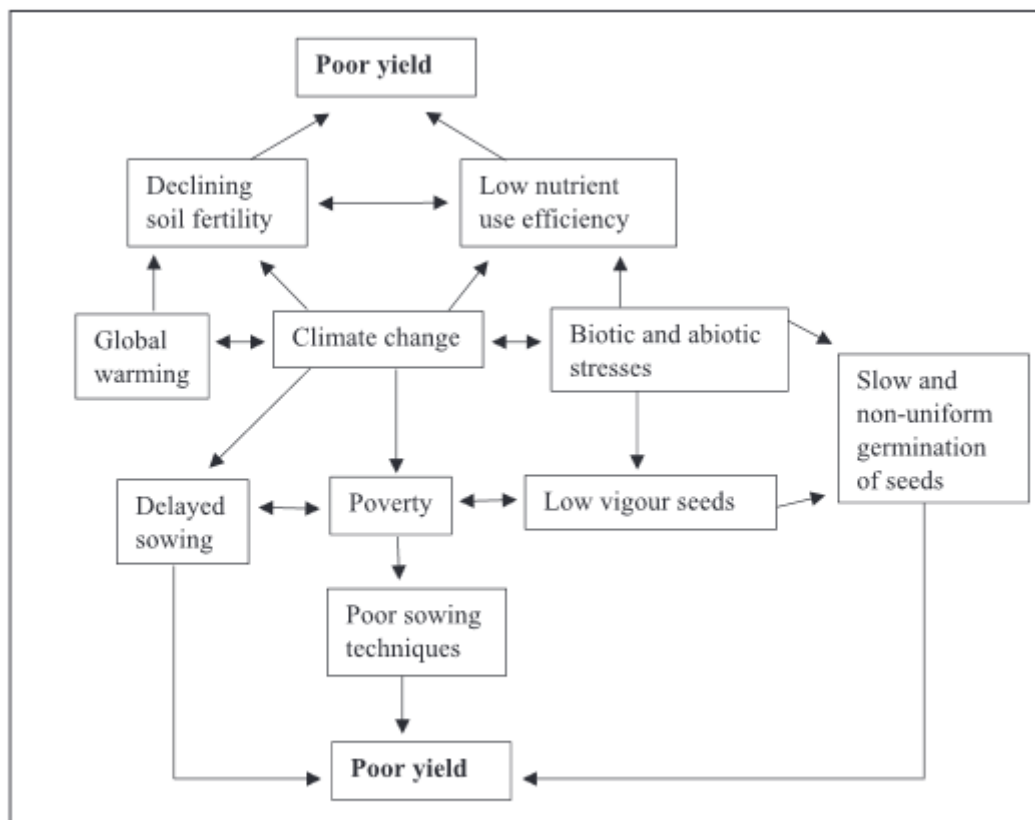 Poor yield
Declining
soil fertility
Low nutrient
use efficiency
Global
warming
Climate change
Biotic and abiotic
stresses
Slow and
non-uniform
germination
of seeds
Delayed
sowing
Poverty
Low vigour seeds
Poor sowing
techniques
Poor yield